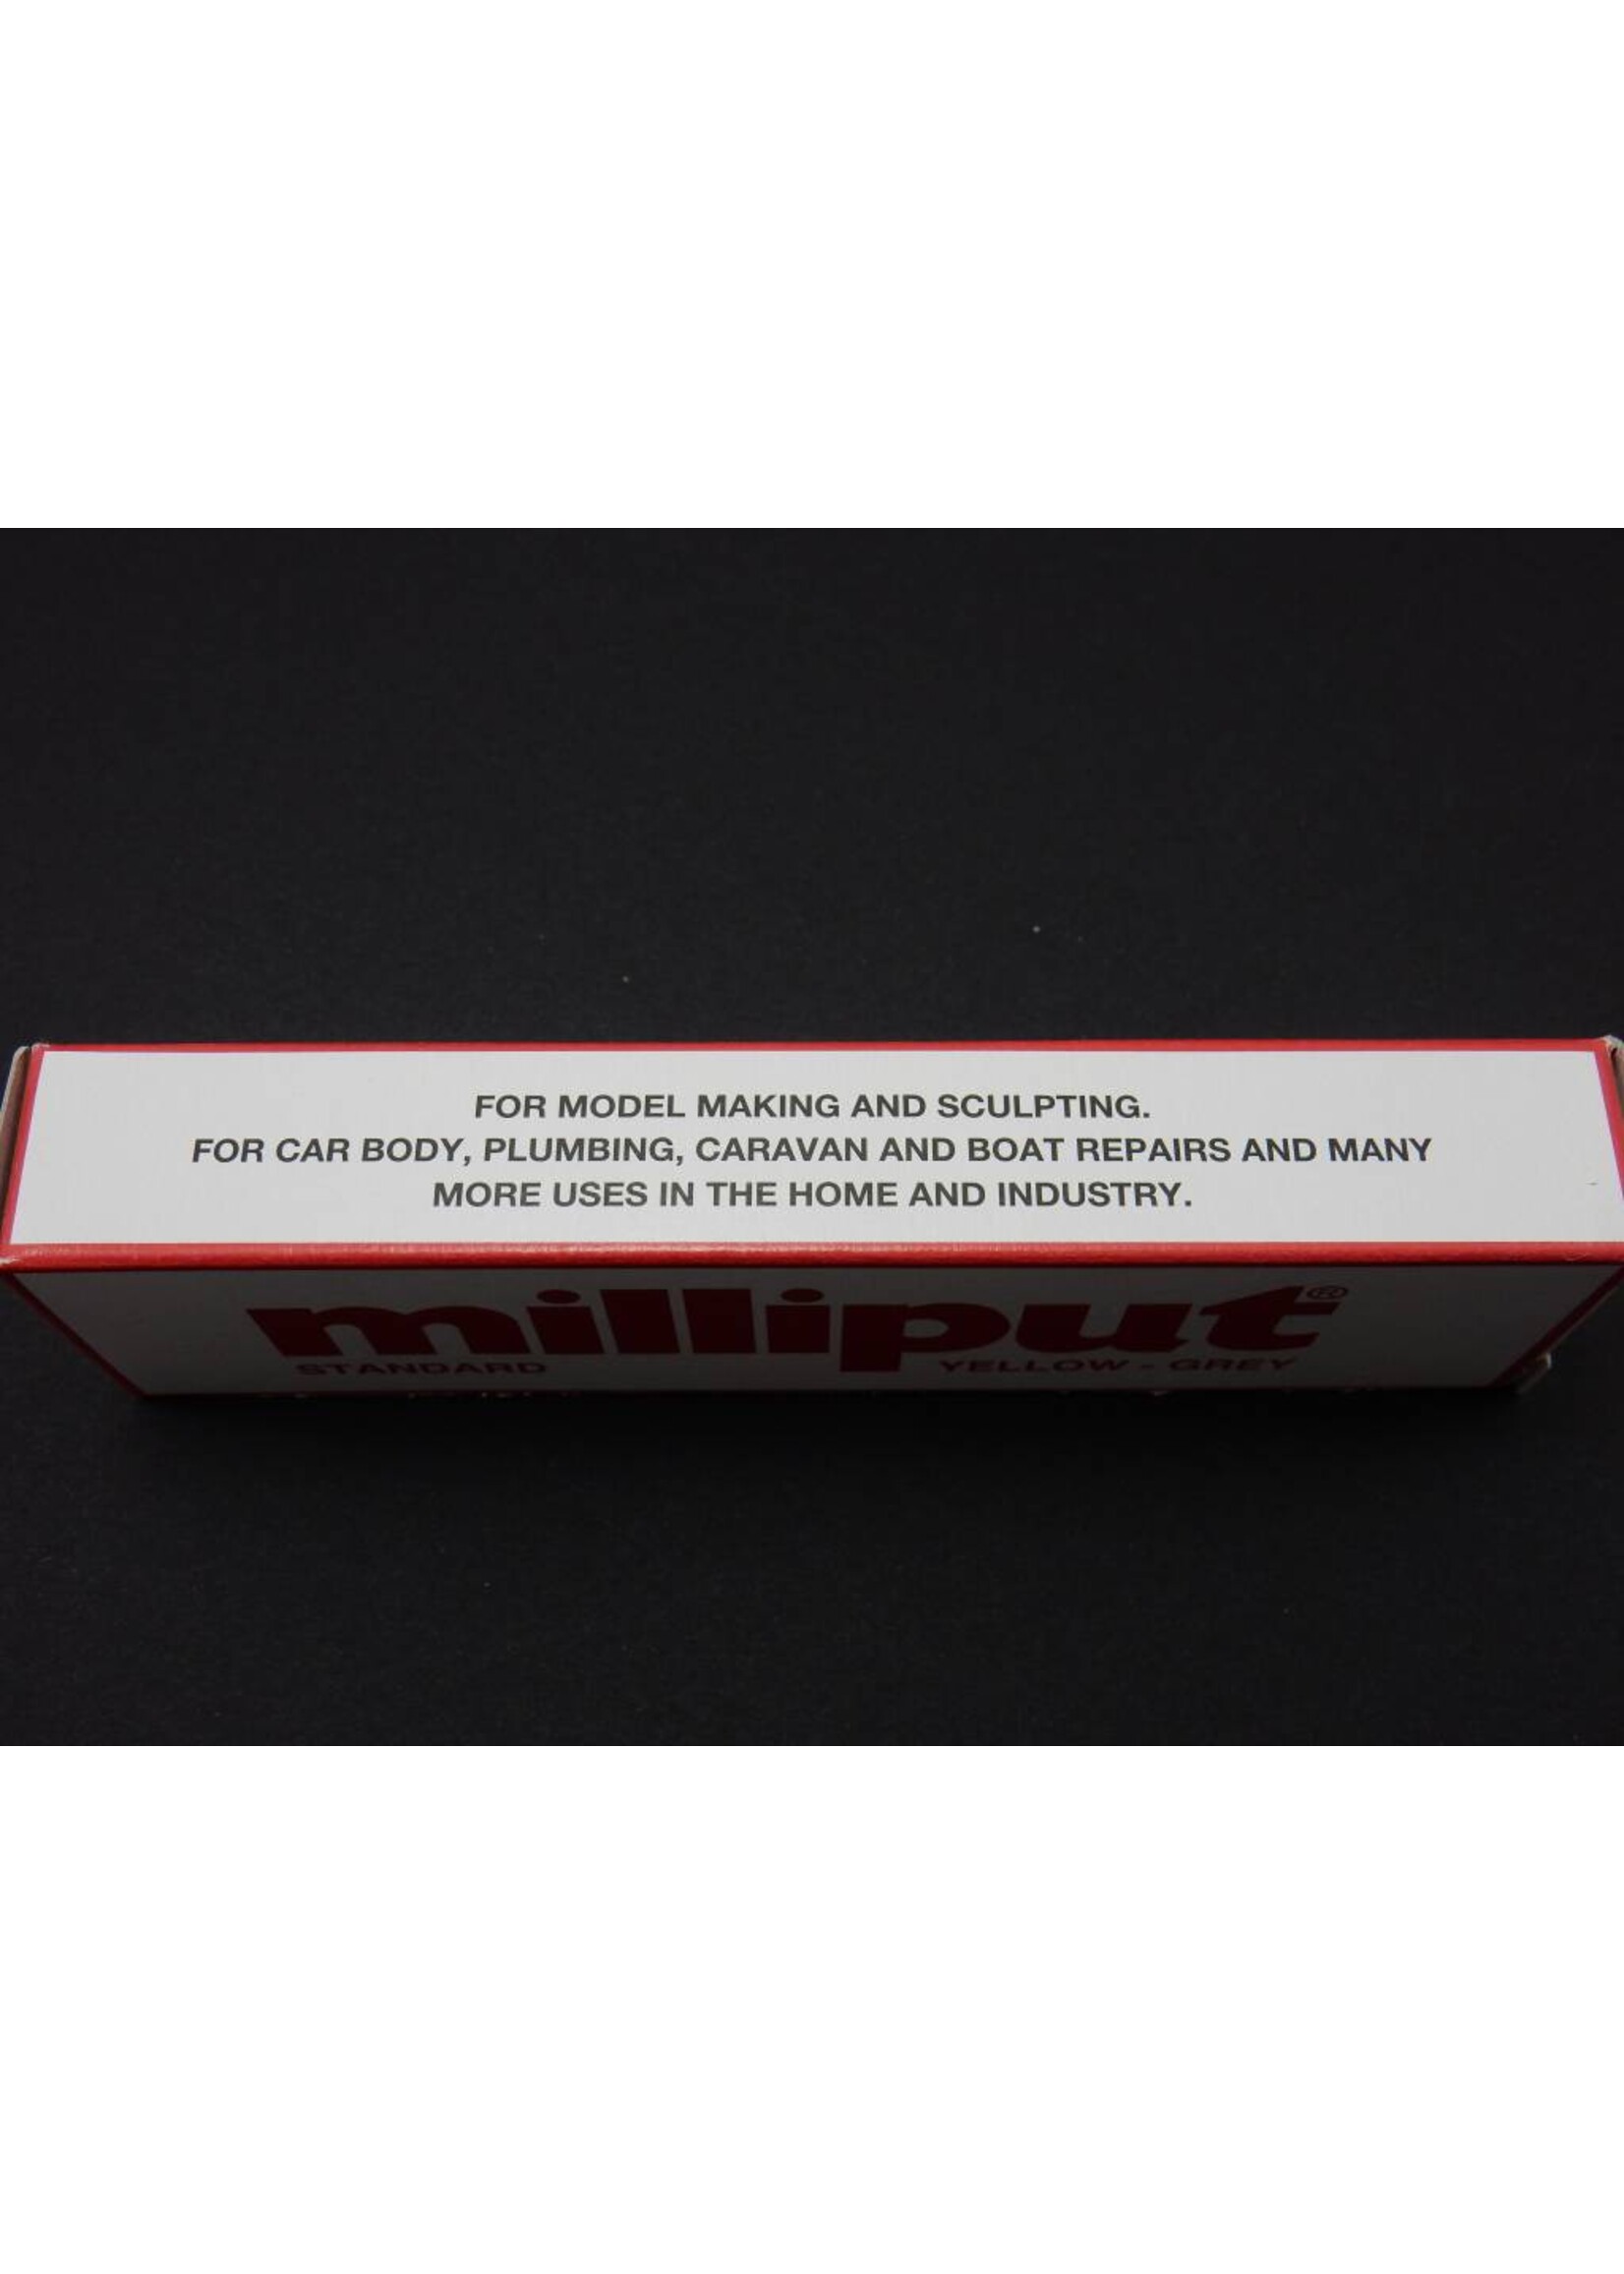 FOR MODEL MAKING AND SCULPTING.
FOR CAR BODY, PLUMBING, CARAVAN AND BOAT REPAIRS AND MANY
MORE USES IN THE HOME AND INDUSTRY.
milliput®
STANDARD YELLOW - GREY